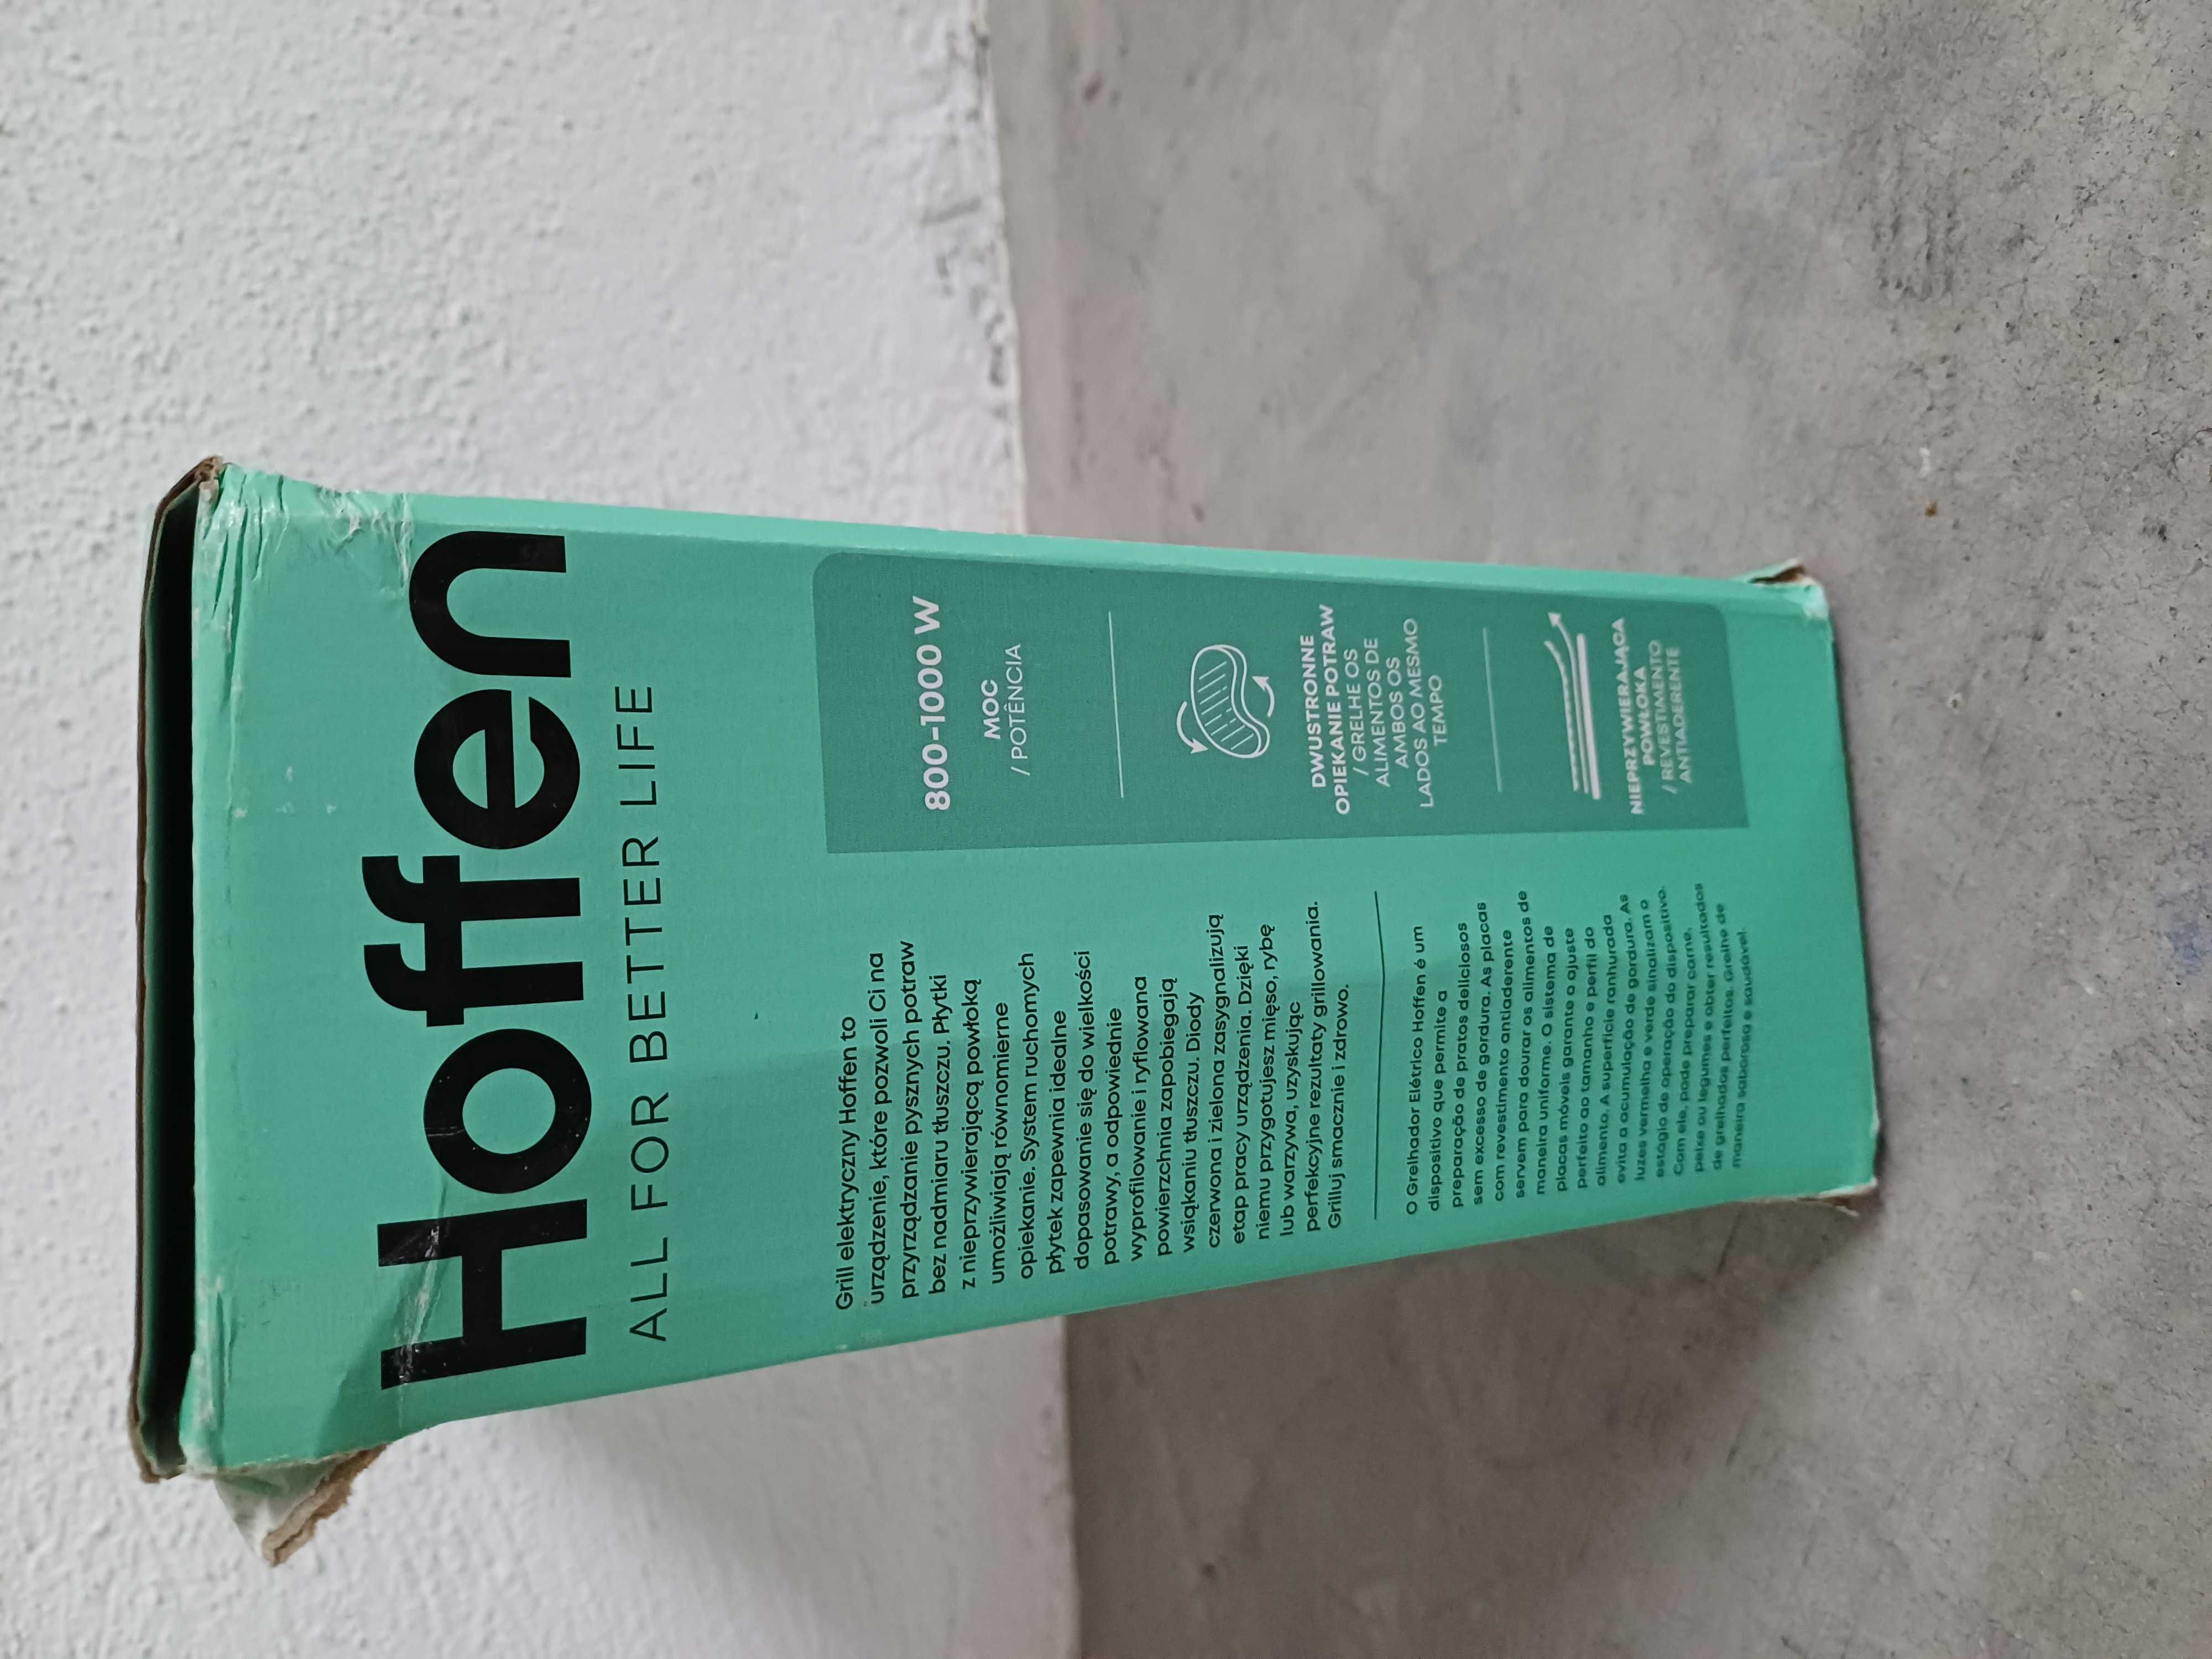 Hoffen
ALL FOR BETTER LIFE
Grill elektryczny Hoffen to
urządzenie, które pozwoli Ci na
przyrządzanie pysznych potraw
bez nadmiaru tłuszczu. Płytki
z nieprzywierającą powłoką
umożliwiają równomierne
opiekanie. System ruchomych
płytek zapewnia idealne
dopasowanie się do wielkości
potrawy, a odpowiednie
wyprofilowanie i ryflowana
powierzchnia zapobiegają
wsiąkaniu tłuszczu. Diody
czerwona i zielona zasygnalizują
etap pracy urządzenia. Dzięki
niemu przygotujesz mięso, rybę
lub warzywa, uzyskując
perfekcyjne rezultaty grillowania.
Grilluj smacznie i zdrowo.
O Grelhador Elétrico Hoffen é um
dispositivo que permite a
preparação de pratos deliciosos
sem excesso de gordura. As placas
com revestimento antiaderente
servem para dourar os alimentos de
maneira uniforme. O sistema de
placas móveis garante o ajuste
perfeito ao tamanho e perfil do
alimento. A superfície ranhurada
evita a acumulação de gordura. As
luzes vermelha e verde sinalizam o
estágio de operação do dispositivo.
Com ele, pode preparar carne,
peixe ou legumes e obter resultados
de grelhados perfeitos. Grelhe de
maneira saborosa e saudável.
800-1000 W
MOC
/ POTÊNCIA
DWUSTRONNE
OPIEKANIE POTRAW
/ GRELHE OS
ALIMENTOS DE
AMBOS OS
LADOS AO MESMO
TEMPO
NIEPRZYWIERAJĄCA
POWŁOKA
/ REVESTIMENTO
ANTIADERENTE